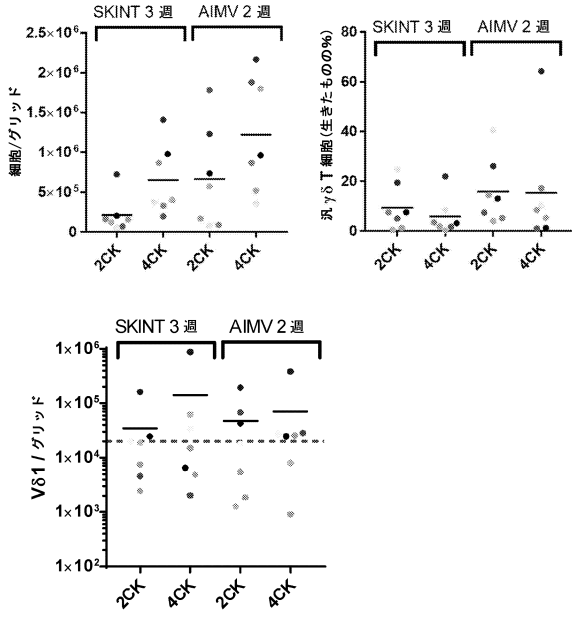 SKINT 3 週 AIMV 2 週
細胞/グリッド
2.5×10⁶
2×10⁶
1.5×10⁶
1×10⁶
5×10⁵
0
2CK 4CK 2CK 4CK
SKINT 3 週 AIMV 2 週
汎 γδ T 細胞(生きたものの%)
80
60
40
20
0
2CK 4CK 2CK 4CK
SKINT 3 週 AIMV 2 週
Vδ1 / グリッド
1×10⁶
1×10⁵
1×10⁴
1×10³
1×10²
2CK 4CK 2CK 4CK